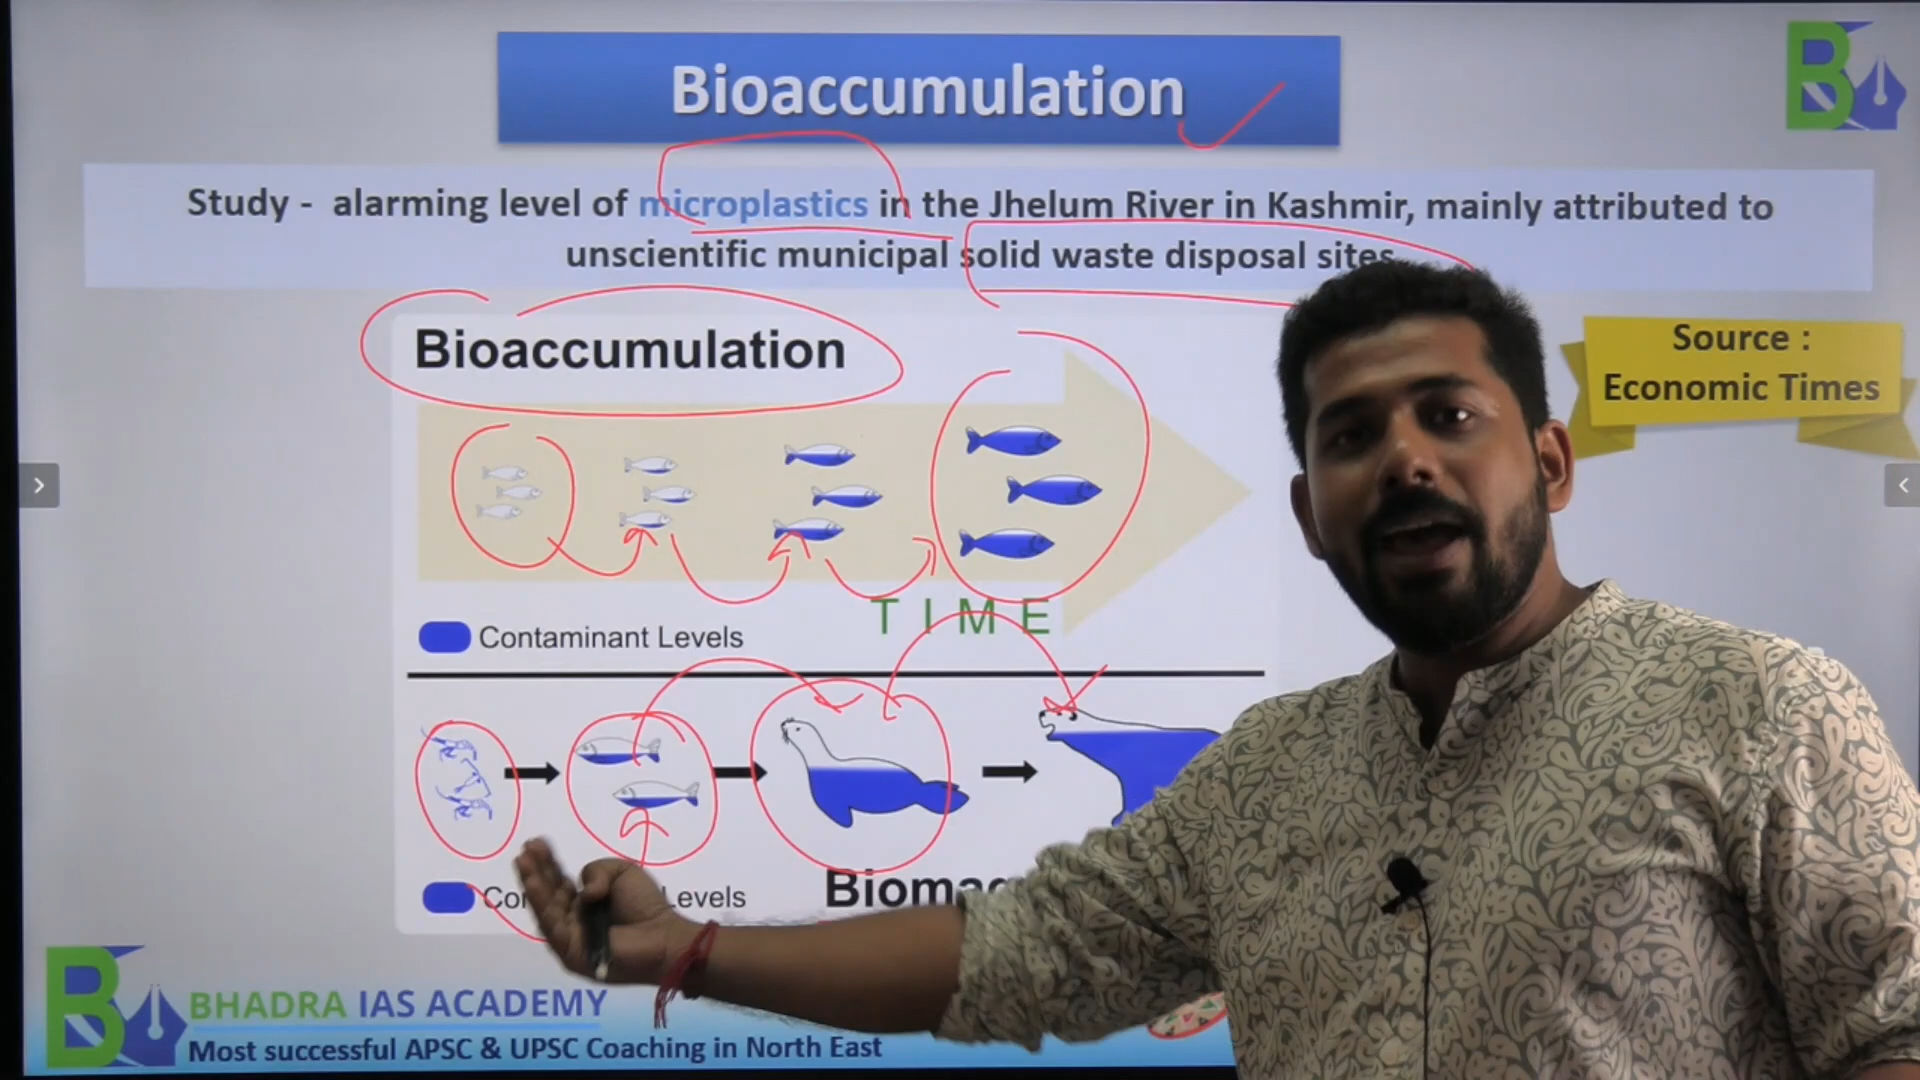 Bioaccumulation
Study - alarming level of microplastics in the Jhelum River in Kashmir, mainly attributed to
unscientific municipal solid waste disposal sites
Source :
Economic Times
Bioaccumulation
TIME
Contaminant Levels
Levels
BHADRA IAS ACADEMY
Most successful APSC & UPSC Coaching in North East